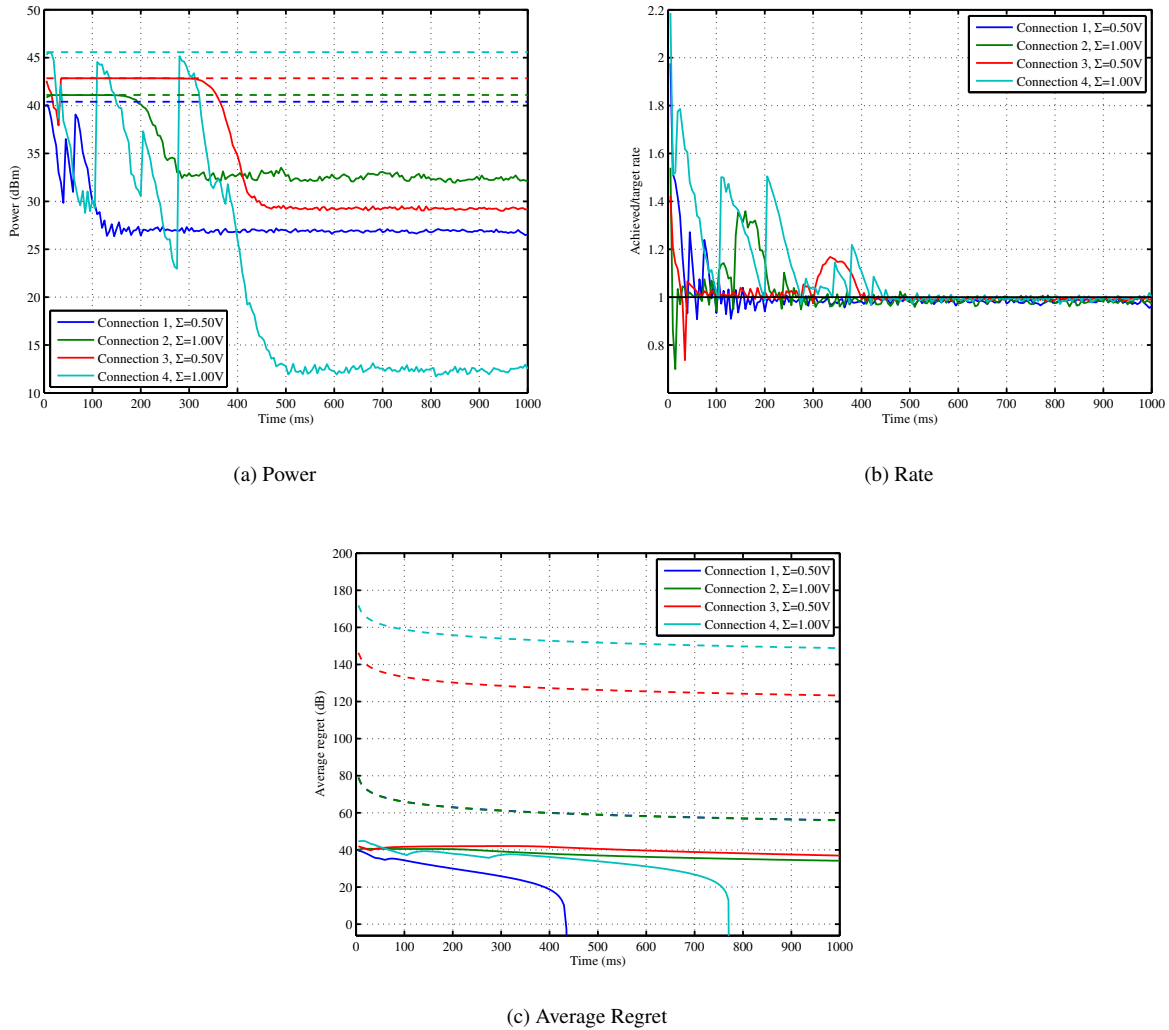 50
45
40
35
30
25
20
15
10
Power (dBm)
Connection 1, Σ=0.50V
Connection 2, Σ=1.00V
Connection 3, Σ=0.50V
Connection 4, Σ=1.00V
0 100 200 300 400 500 600 700 800 900 1000
Time (ms)
(a) Power
2.2
2
1.8
1.6
1.4
1.2
1
0.8
Achieved/target rate
Connection 1, Σ=0.50V
Connection 2, Σ=1.00V
Connection 3, Σ=0.50V
Connection 4, Σ=1.00V
0 100 200 300 400 500 600 700 800 900 1000
Time (ms)
(b) Rate
200
180
160
140
120
100
80
60
40
20
0
Average regret (dB)
Connection 1, Σ=0.50V
Connection 2, Σ=1.00V
Connection 3, Σ=0.50V
Connection 4, Σ=1.00V
0 100 200 300 400 500 600 700 800 900 1000
Time (ms)
(c) Average Regret